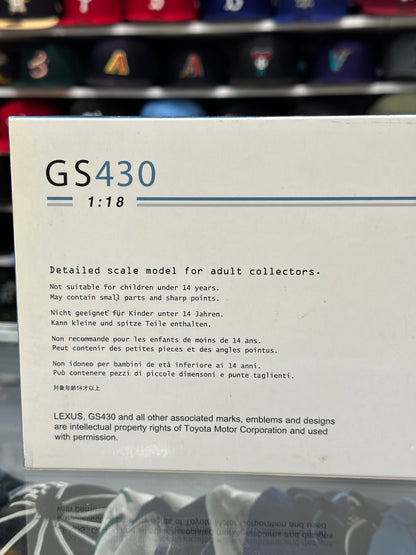 GS430
1:18
Detailed scale model for adult collectors.
Not suitable for children under 14 years.
May contain small parts and sharp points.
Nicht geeignet für Kinder unter 14 Jahren.
Kann kleine und spitze Teile enthalten.
Non recommande pour les enfants de moins de 14 ans.
Peut contenir des petites pieces et des angles pointus.
Non idoneo per bambini de età inferiore ai 14 anni.
Può contenere pezzi di piccole dimensoni e punte taglienti.
対象年齢14才以上
LEXUS, GS430 and all other associated marks, emblems and designs
are intellectual property rights of Toyota Motor Corporation and used
with permission.